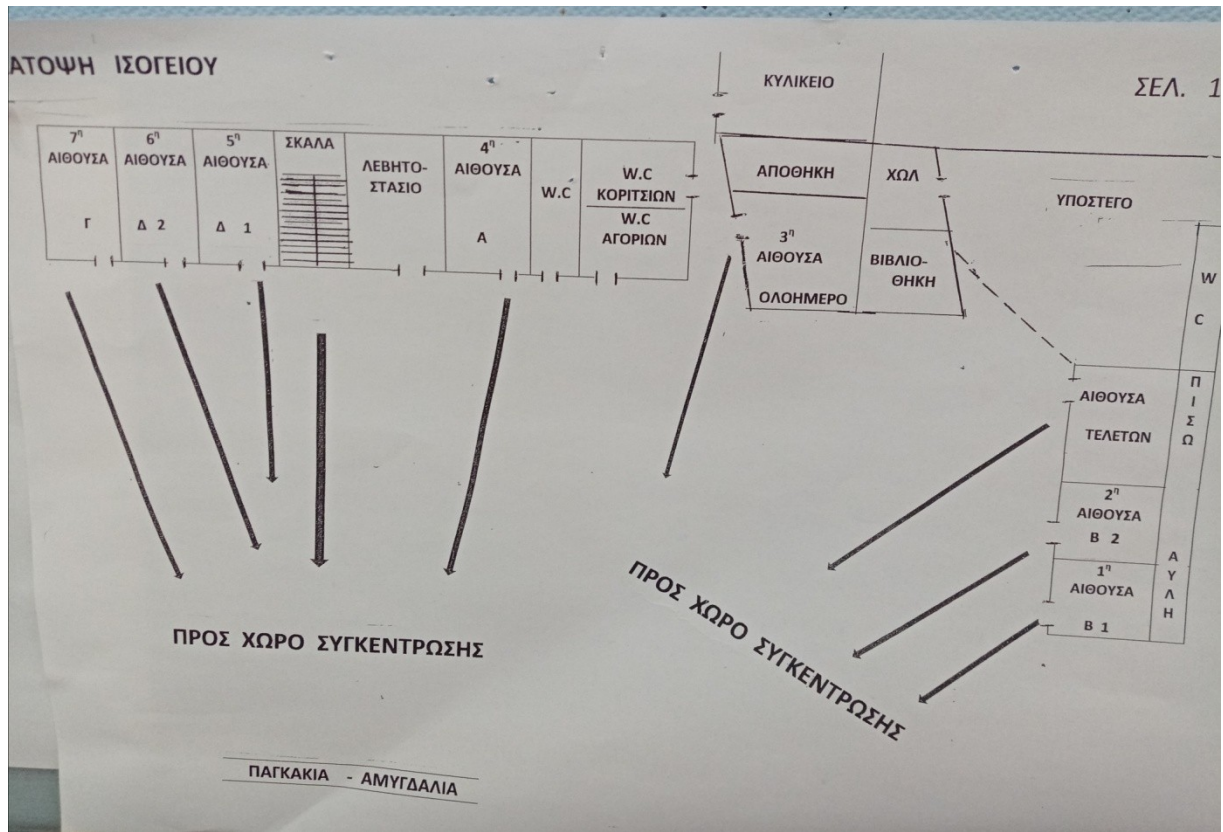 ΑΤΟΨΗ ΙΣΟΓΕΙΟΥ
ΣΕΛ. 1
7η
ΑΙΘΟΥΣΑ
Γ
6η
ΑΙΘΟΥΣΑ
Δ 2
5η
ΑΙΘΟΥΣΑ
Δ 1
ΣΚΑΛΑ
ΛΕΒΗΤΟ-
ΣΤΑΣΙΟ
4η
ΑΙΘΟΥΣΑ
Α
W.C
W.C
ΚΟΡΙΤΣΙΩΝ
W.C
ΑΓΟΡΙΩΝ
ΚΥΛΙΚΕΙΟ
ΑΠΟΘΗΚΗ
ΧΩΛ
3η
ΑΙΘΟΥΣΑ
ΟΛΟΗΜΕΡΟ
ΒΙΒΛΙΟ-
ΘΗΚΗ
ΥΠΟΣΤΕΓΟ
W
C
ΑΙΘΟΥΣΑ
ΤΕΛΕΤΩΝ
2η
ΑΙΘΟΥΣΑ
Β 2
1η
ΑΙΘΟΥΣΑ
Β 1
ΠΙΣΩ
ΑΥΛΗ
ΠΡΟΣ ΧΩΡΟ ΣΥΓΚΕΝΤΡΩΣΗΣ
ΠΡΟΣ ΧΩΡΟ ΣΥΓΚΕΝΤΡΩΣΗΣ
ΠΑΓΚΑΚΙΑ - ΑΜΥΓΔΑΛΙΑ